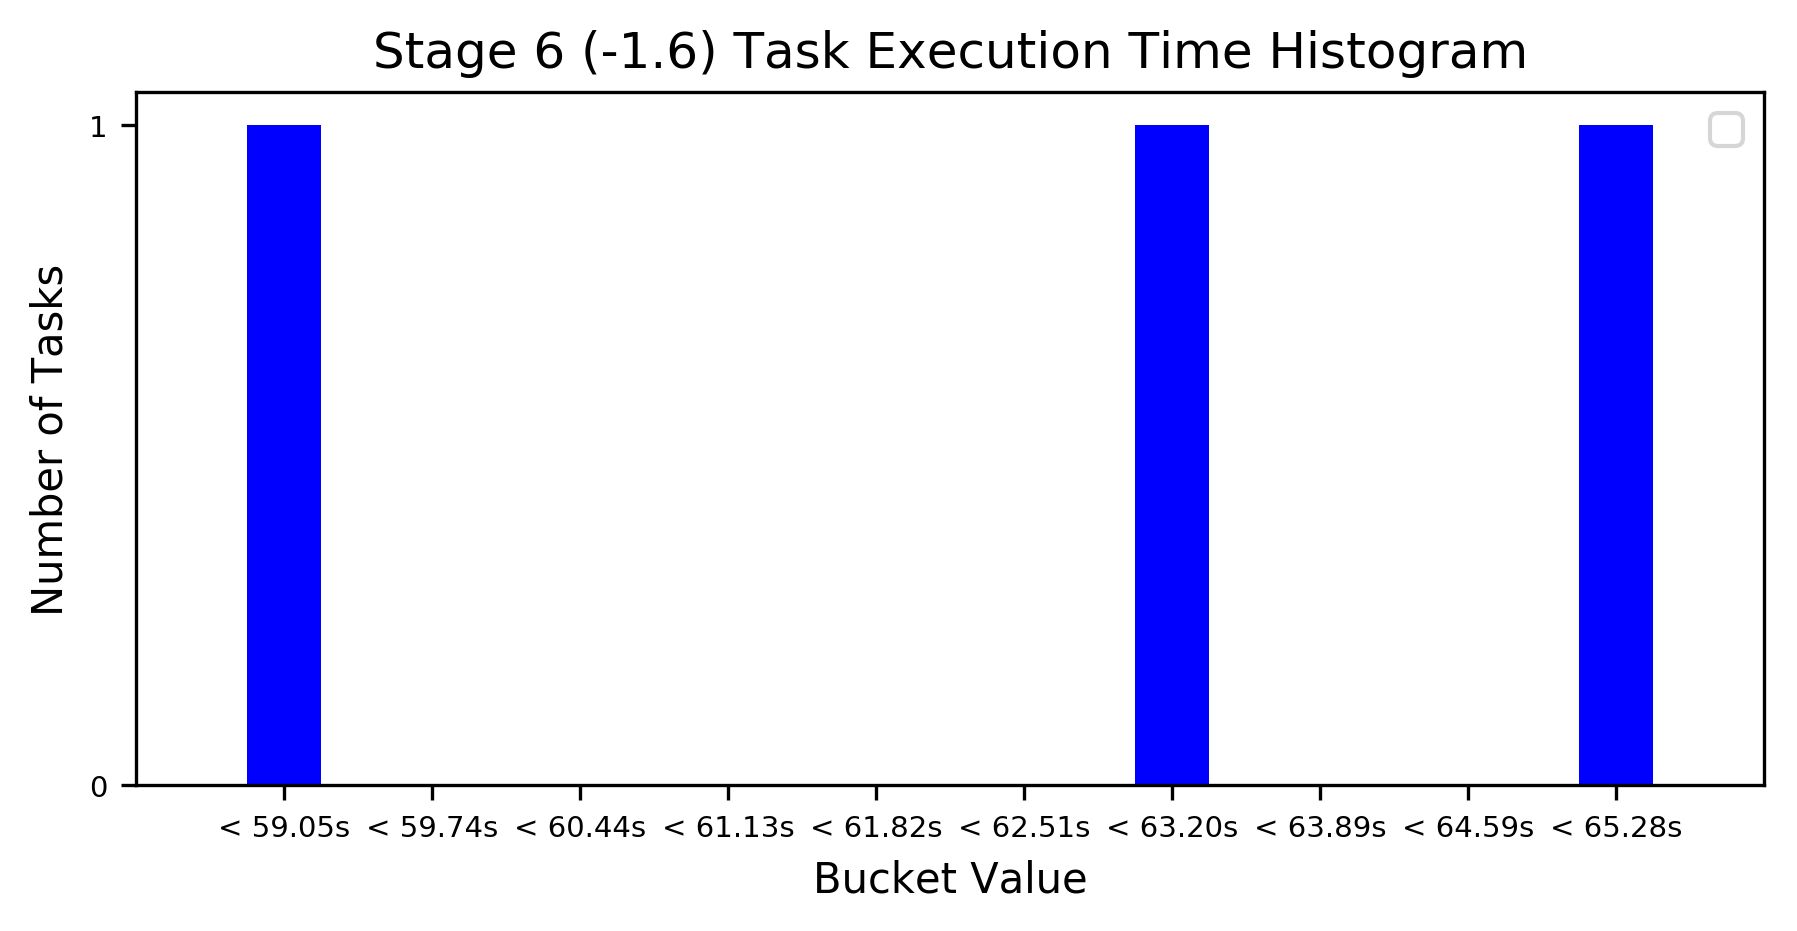 Stage 6 (-1.6) Task Execution Time Histogram
1
Number of Tasks
0
< 59.05s < 59.74s < 60.44s < 61.13s < 61.82s < 62.51s < 63.20s < 63.89s < 64.59s < 65.28s
Bucket Value